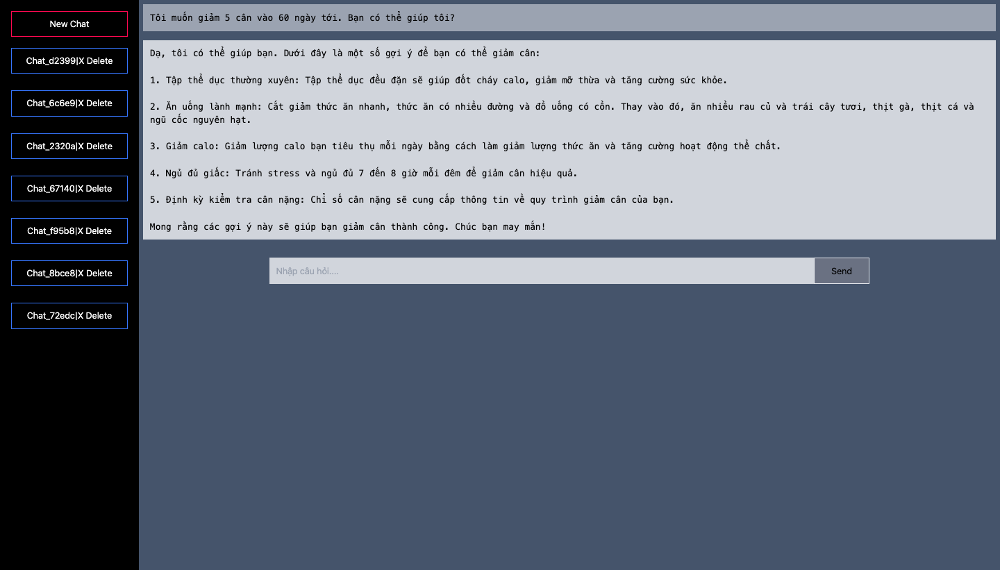 New Chat
Chat_d2399|X Delete
Chat_6c6e9|X Delete
Chat_2320a|X Delete
Chat_67140|X Delete
Chat_f95b8|X Delete
Chat_8bce8|X Delete
Chat_72edc|X Delete
Tôi muốn giảm 5 cân vào 60 ngày tới. Bạn có thể giúp tôi?
Dạ, tôi có thể giúp bạn. Dưới đây là một số gợi ý để bạn có thể giảm cân:
1. Tập thể dục thường xuyên: Tập thể dục đều đặn sẽ giúp đốt cháy calo, giảm mỡ thừa và tăng cường sức khỏe.
2. Ăn uống lành mạnh: Cắt giảm thức ăn nhanh, thức ăn có nhiều đường và đồ uống có cồn. Thay vào đó, ăn nhiều rau củ và trái cây tươi, thịt gà, thịt cá và
ngũ cốc nguyên hạt.
3. Giảm calo: Giảm lượng calo bạn tiêu thụ mỗi ngày bằng cách làm giảm lượng thức ăn và tăng cường hoạt động thể chất.
4. Ngủ đủ giấc: Tránh stress và ngủ đủ 7 đến 8 giờ mỗi đêm để giảm cân hiệu quả.
5. Định kỳ kiểm tra cân nặng: Chỉ số cân nặng sẽ cung cấp thông tin về quy trình giảm cân của bạn.
Mong rằng các gợi ý này sẽ giúp bạn giảm cân thành công. Chúc bạn may mắn!
Nhập câu hỏi....
Send